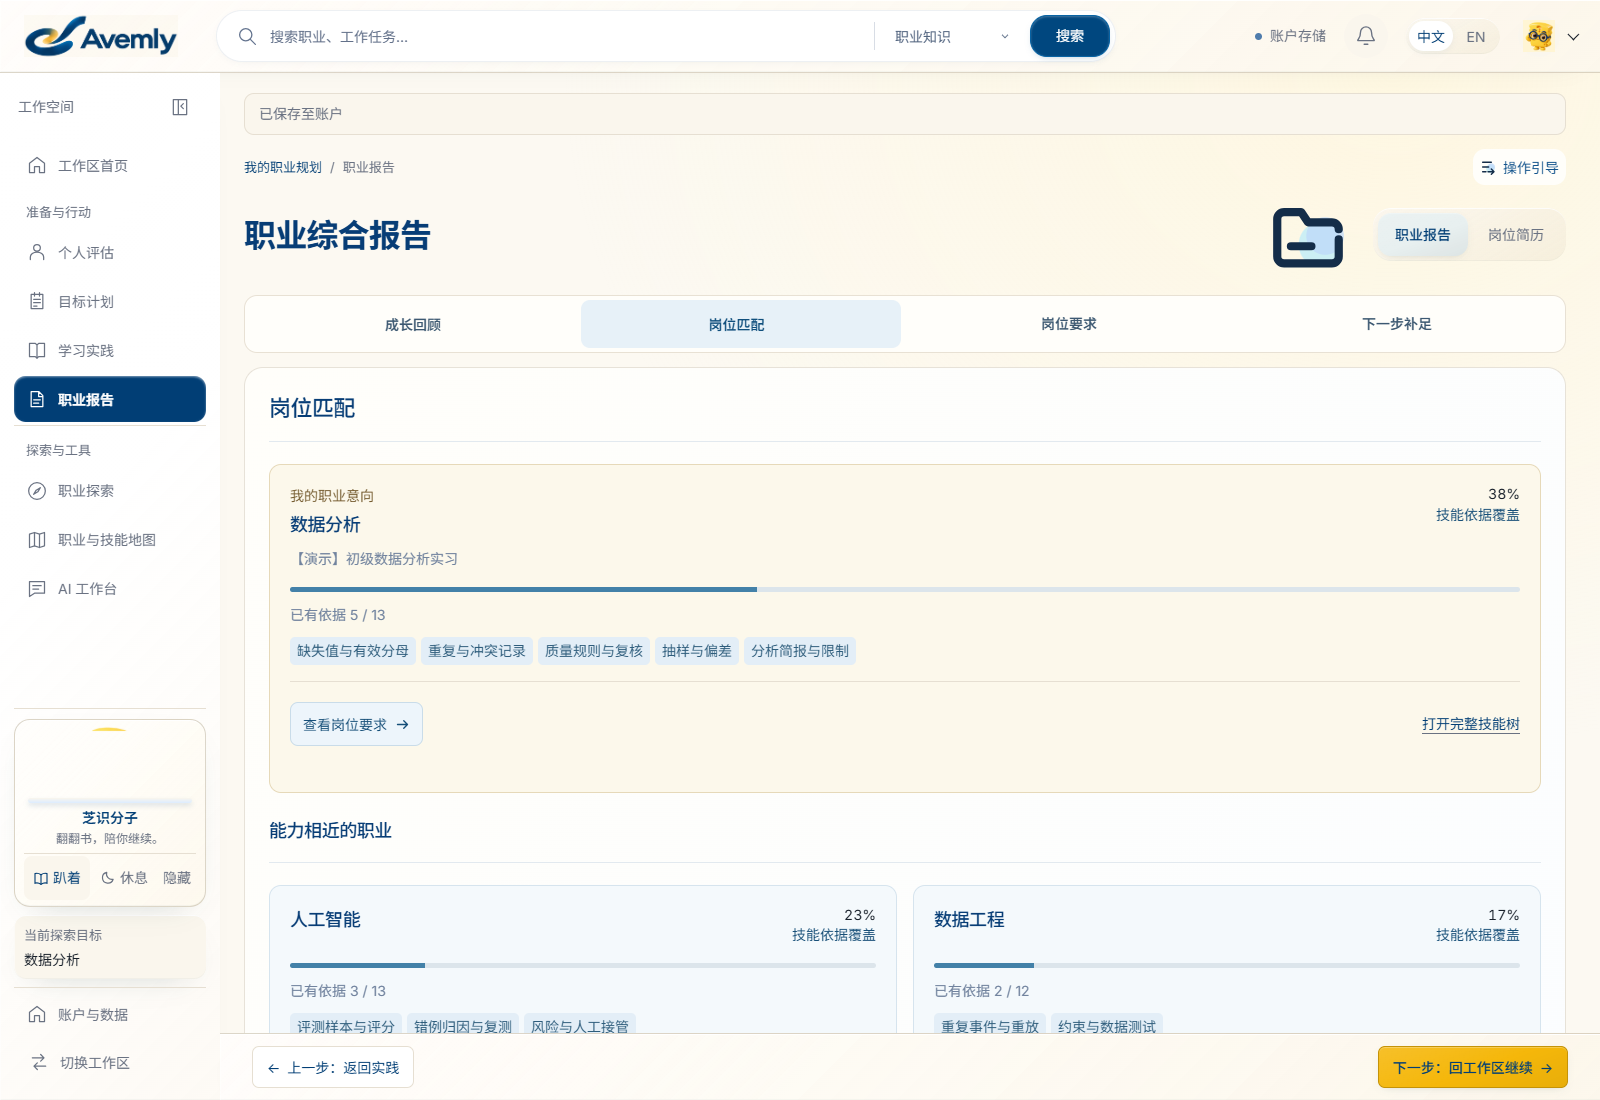 Avemly
搜索职业、工作任务...
职业知识
搜索
账户存储
中文
EN
工作空间
工作区首页
准备与行动
个人评估
目标计划
学习实践
职业报告
探索与工具
职业探索
职业与技能地图
AI 工作台
芝识分子
翻翻书，陪你继续。
趴着
休息
隐藏
当前探索目标
数据分析
账户与数据
切换工作区
已保存至账户
我的职业规划 / 职业报告
操作引导
职业综合报告
职业报告
岗位简历
成长回顾
岗位匹配
岗位要求
下一步补足
岗位匹配
我的职业意向
38%
数据分析
技能依据覆盖
【演示】初级数据分析实习
已有依据 5 / 13
缺失值与有效分母
重复与冲突记录
质量规则与复核
抽样与偏差
分析简报与限制
查看岗位要求 →
打开完整技能树
能力相近的职业
人工智能
23%
技能依据覆盖
已有依据 3 / 13
评测样本与评分
错例归因与复测
风险与人工接管
数据工程
17%
技能依据覆盖
已有依据 2 / 12
重复事件与重放
约束与数据测试
← 上一步：返回实践
下一步：回工作区继续 →